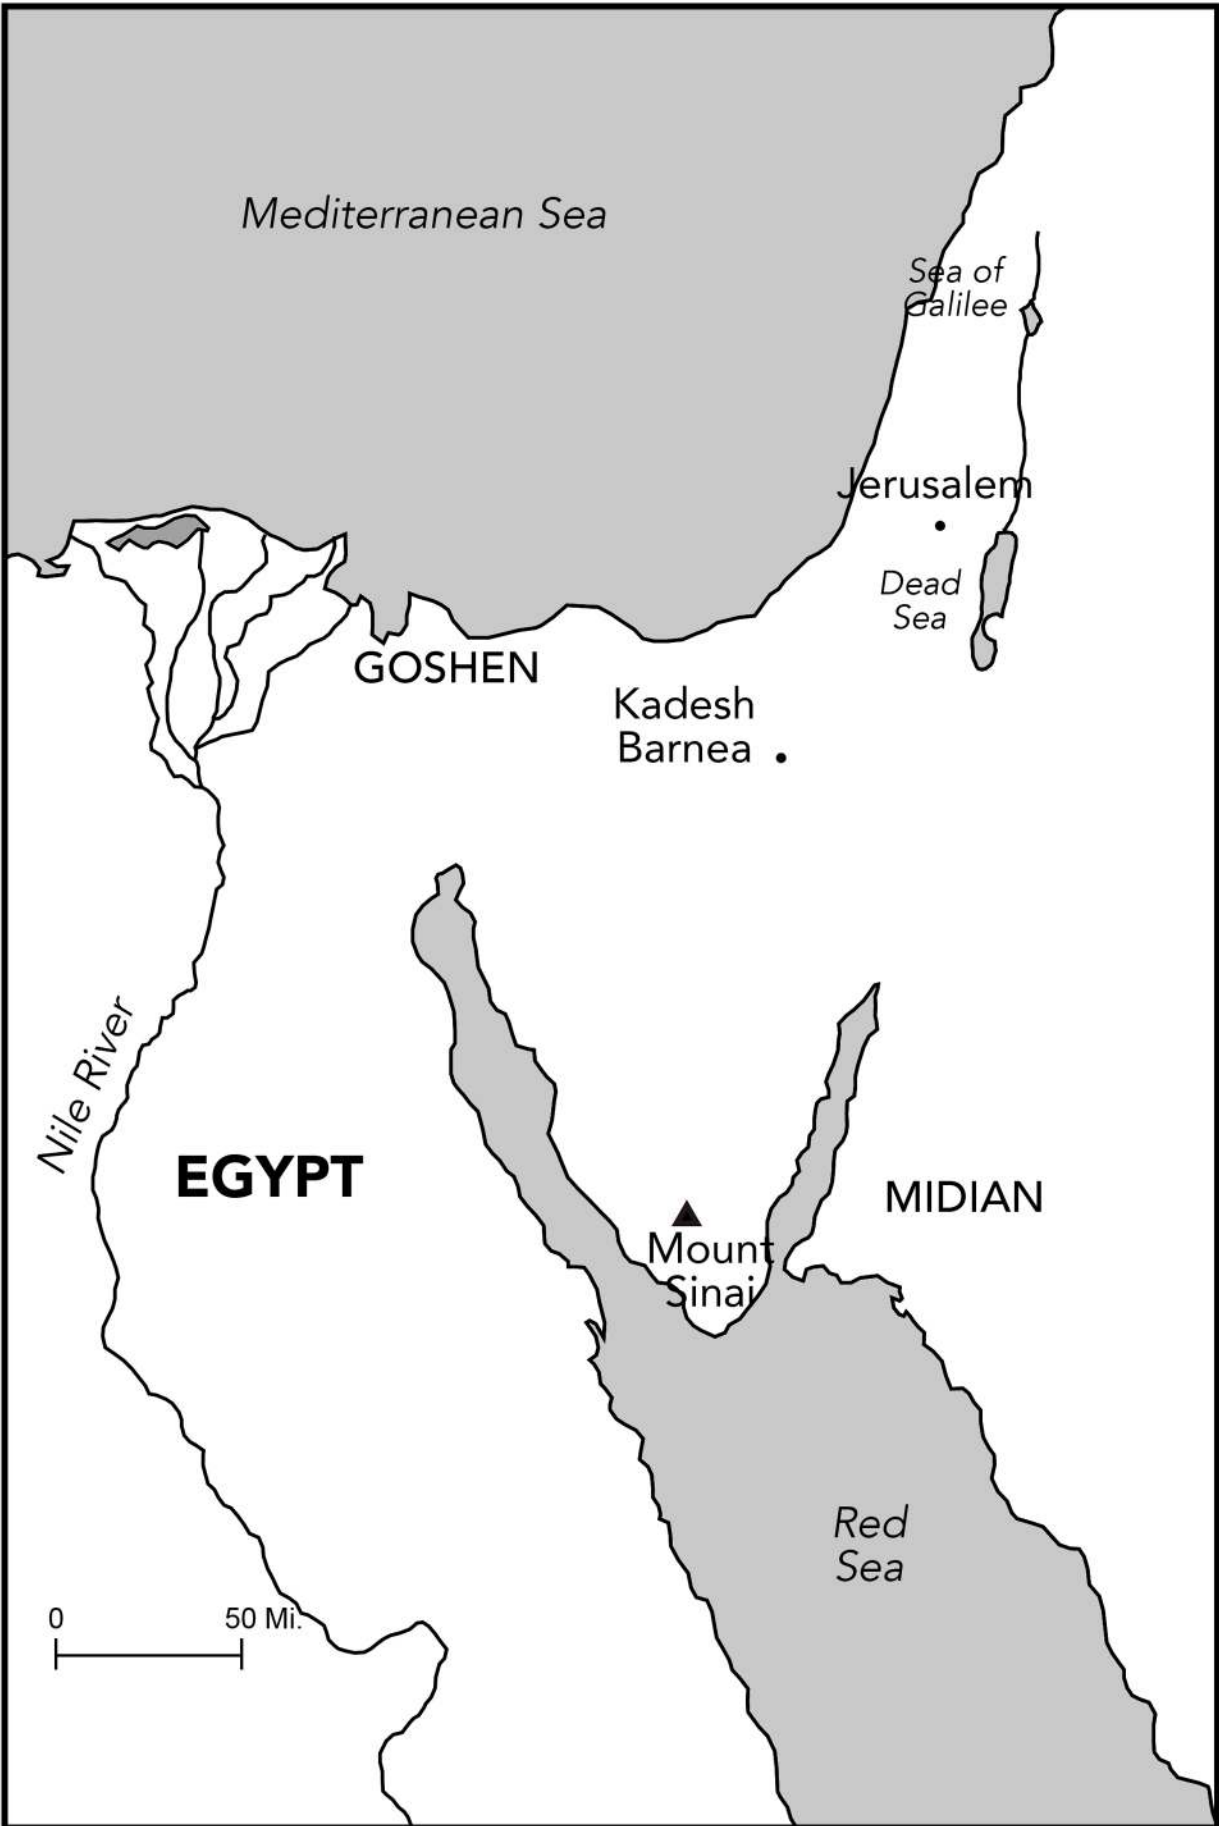 Mediterranean Sea
Sea of
Galilee
Jerusalem
Dead
Sea
GOSHEN
Kadesh
Barnea
Nile River
EGYPT
MIDIAN
Mount
Sinai
Red
Sea
0 50 Mi.